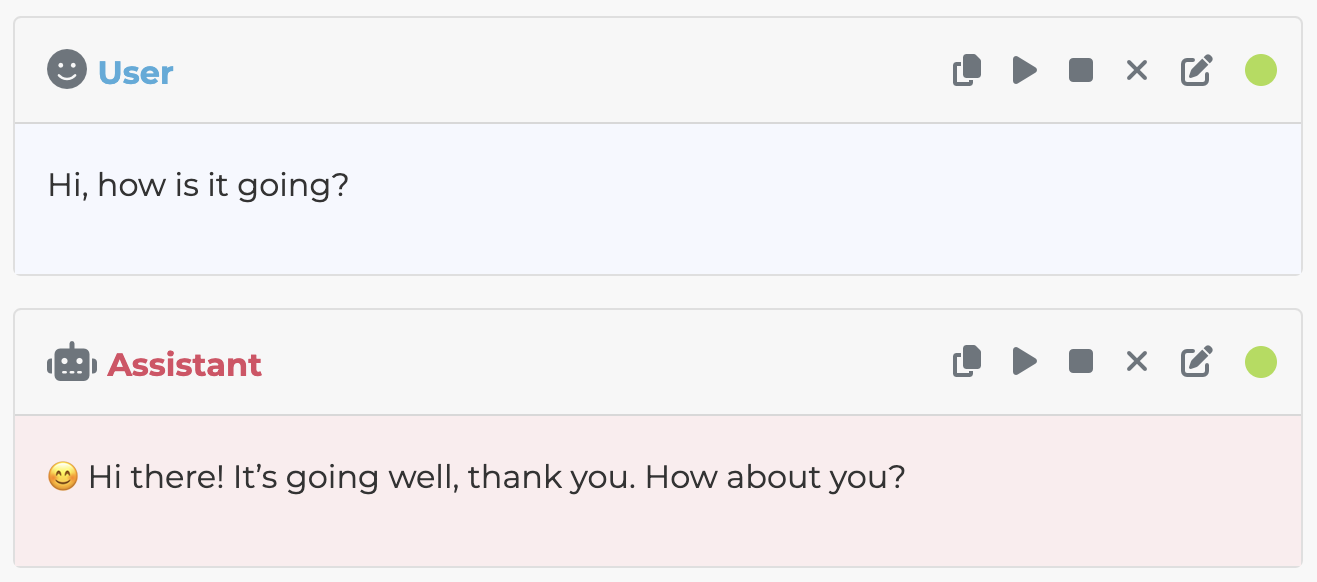 User
Hi, how is it going?
Assistant
😊 Hi there! It’s going well, thank you. How about you?